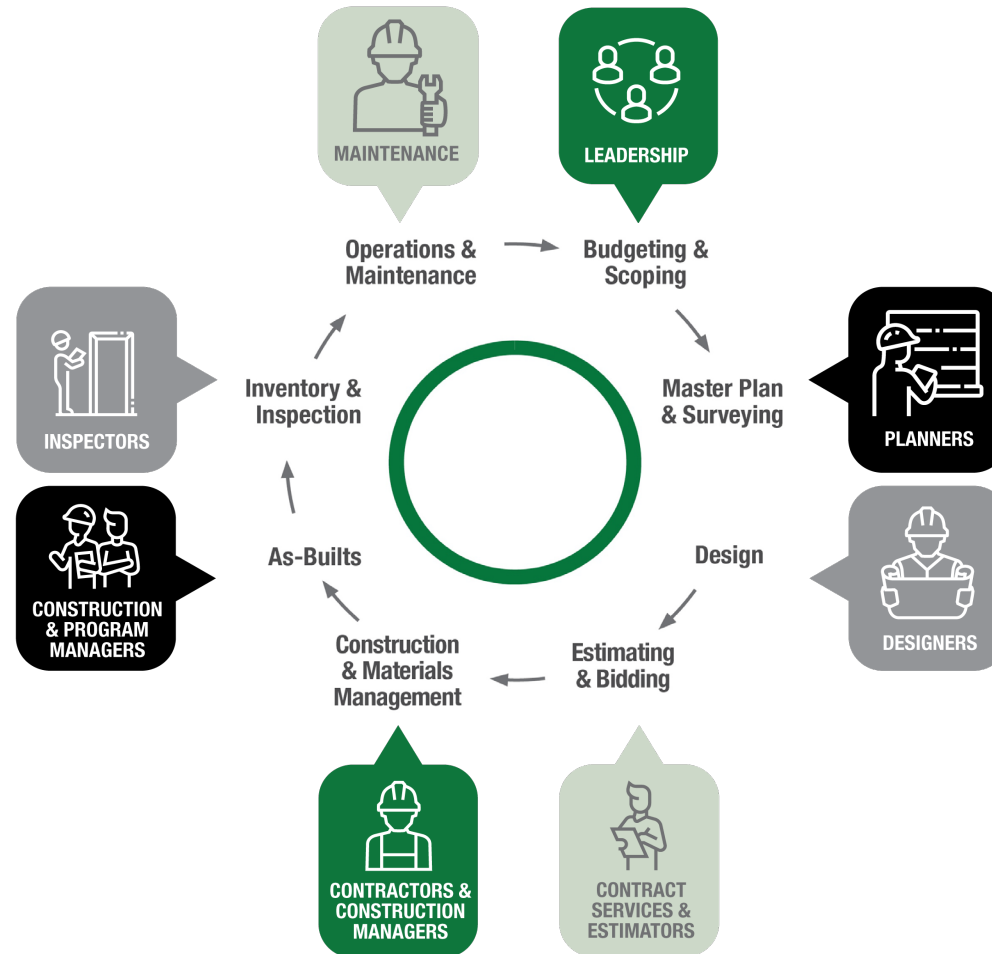 MAINTENANCE
LEADERSHIP
Operations &
Maintenance
Budgeting &
Scoping
INSPECTORS
Inventory &
Inspection
Master Plan
& Surveying
PLANNERS
CONSTRUCTION
& PROGRAM
MANAGERS
As-Builts
Design
DESIGNERS
Construction
& Materials
Management
Estimating
& Bidding
CONTRACTORS &
CONSTRUCTION
MANAGERS
CONTRACT
SERVICES &
ESTIMATORS